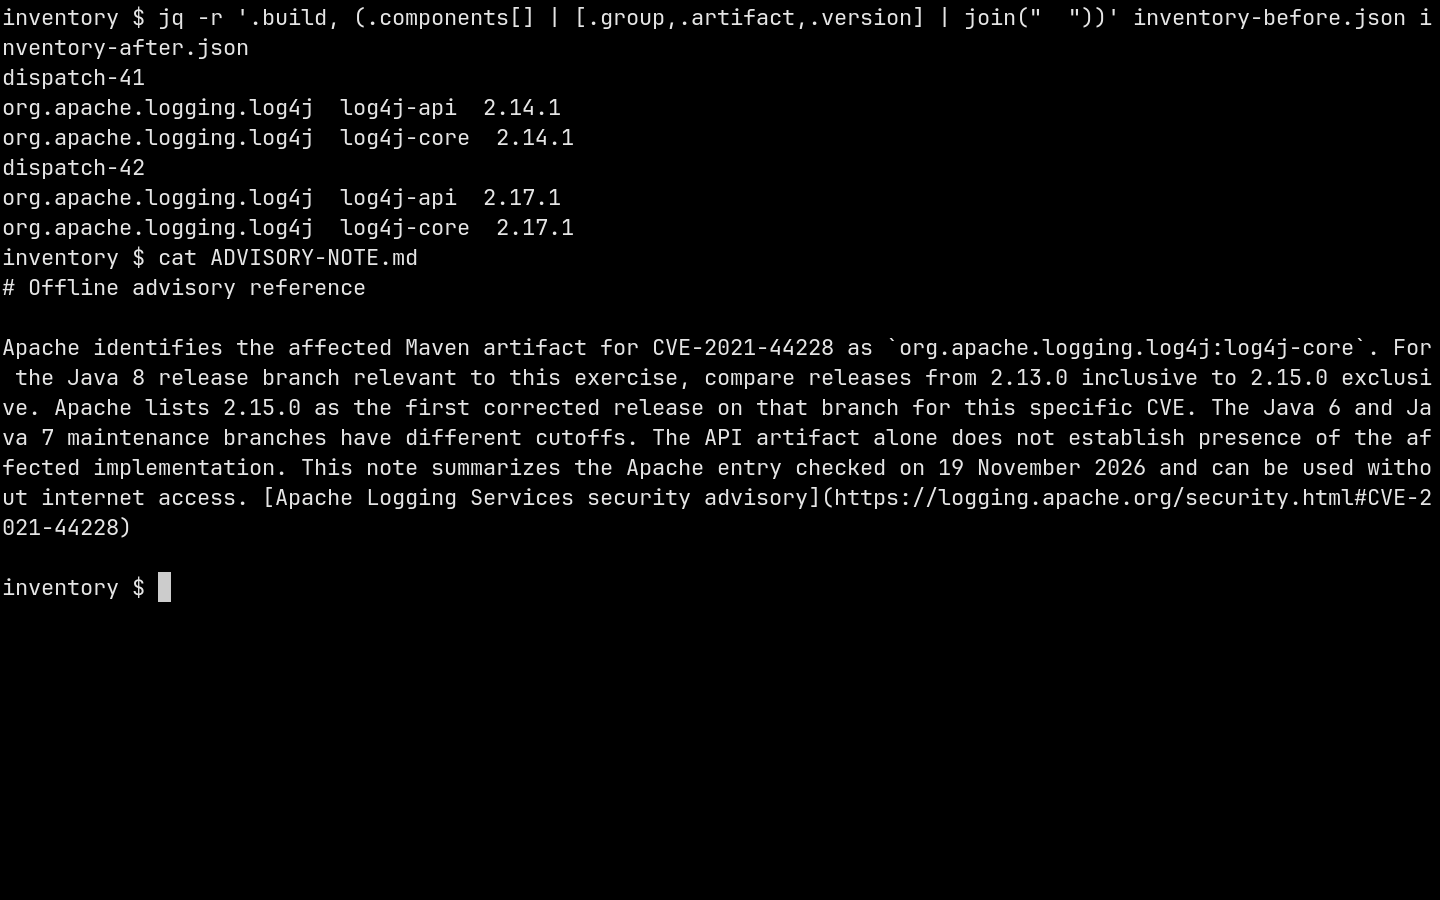 inventory $ jq -r '.build, (.components[] | [.group,.artifact,.version] | join("  "))' inventory-before.json i
nventory-after.json
dispatch-41
org.apache.logging.log4j  log4j-api  2.14.1
org.apache.logging.log4j  log4j-core  2.14.1
dispatch-42
org.apache.logging.log4j  log4j-api  2.17.1
org.apache.logging.log4j  log4j-core  2.17.1
inventory $ cat ADVISORY-NOTE.md
# Offline advisory reference

Apache identifies the affected Maven artifact for CVE-2021-44228 as `org.apache.logging.log4j:log4j-core`. For
 the Java 8 release branch relevant to this exercise, compare releases from 2.13.0 inclusive to 2.15.0 exclusi
ve. Apache lists 2.15.0 as the first corrected release on that branch for this specific CVE. The Java 6 and Ja
va 7 maintenance branches have different cutoffs. The API artifact alone does not establish presence of the af
fected implementation. This note summarizes the Apache entry checked on 19 November 2026 and can be used witho
ut internet access. [Apache Logging Services security advisory](https://logging.apache.org/security.html#CVE-2
021-44228)

inventory $